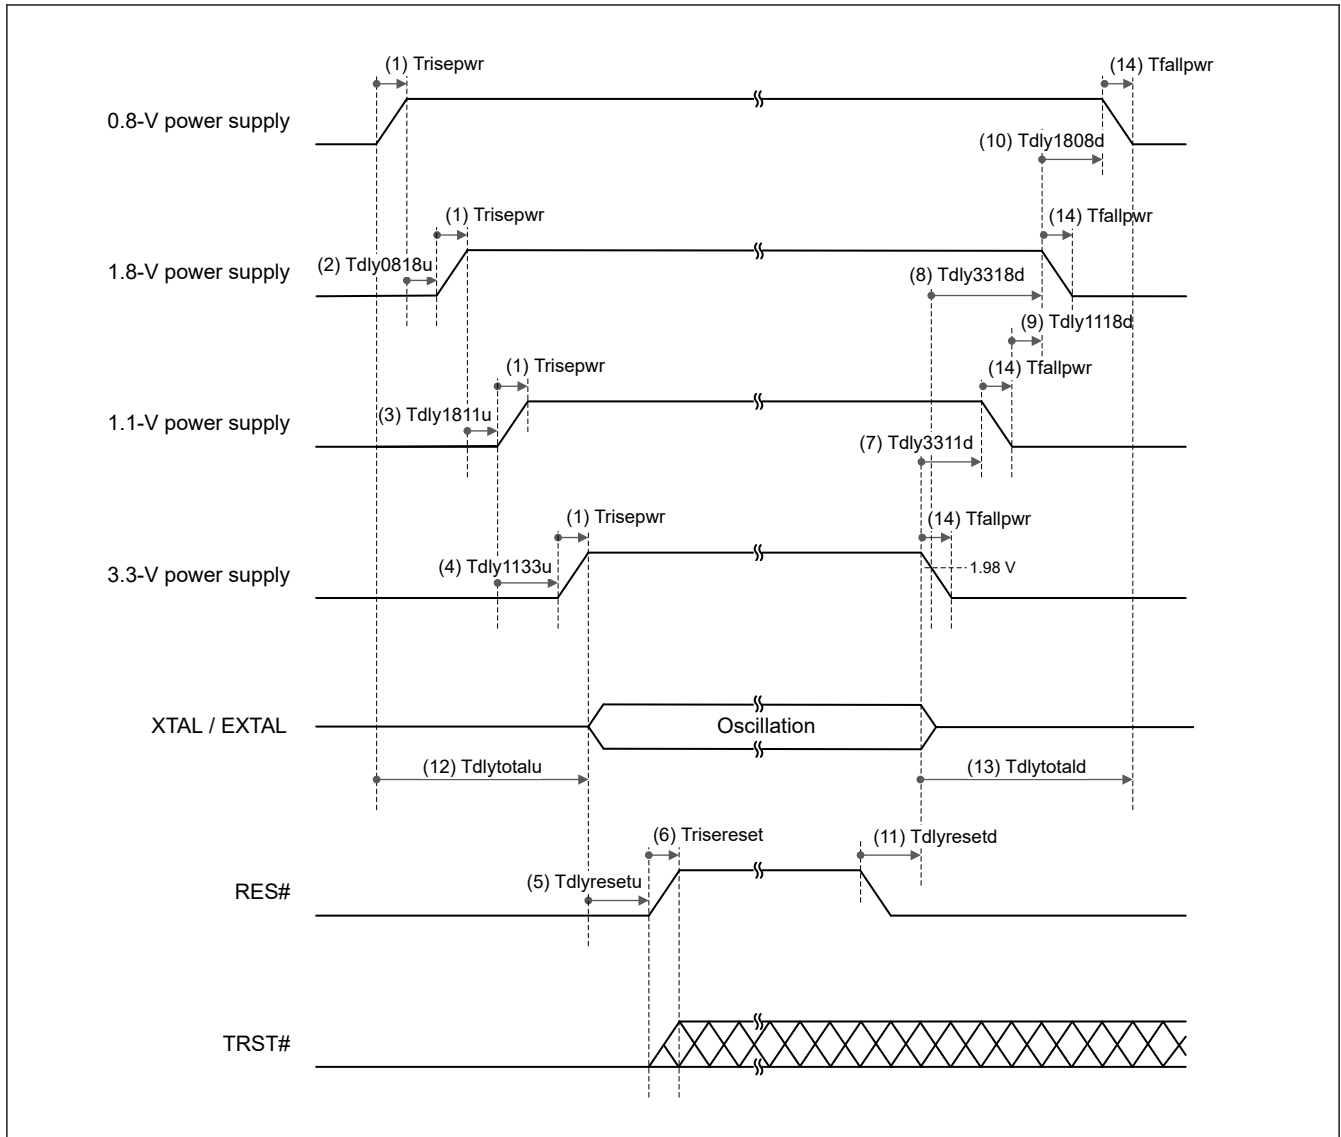 (1) Trisepwr
(14) Tfallpwr
0.8-V power supply
(10) Tdly1808d
(1) Trisepwr
(14) Tfallpwr
1.8-V power supply
(2) Tdly0818u
(8) Tdly3318d
(9) Tdly1118d
(1) Trisepwr
(14) Tfallpwr
1.1-V power supply
(3) Tdly1811u
(7) Tdly3311d
(1) Trisepwr
(14) Tfallpwr
3.3-V power supply
(4) Tdly1133u
1.98 V
XTAL / EXTAL
Oscillation
(12) Tdlytotalu
(13) Tdlytotald
(6) Trisereset
(11) Tdlyresetd
RES#
(5) Tdlyresetu
TRST#